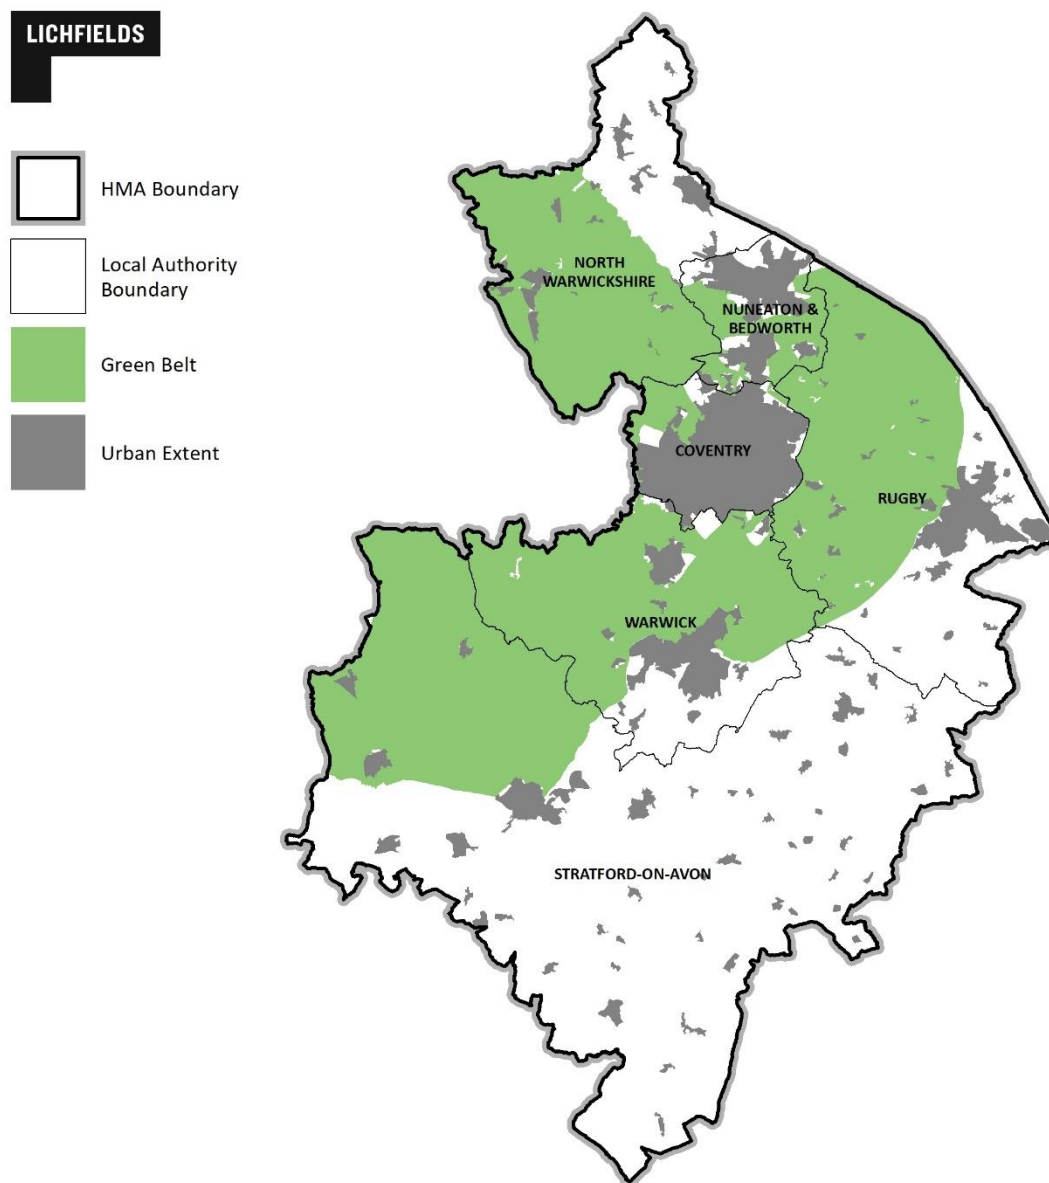 LICHFIELDS
HMA Boundary
Local Authority
Boundary
Green Belt
Urban Extent
NORTH
WARWICKSHIRE
NUNEATON &
BEDWORTH
COVENTRY
RUGBY
WARWICK
STRATFORD-ON-AVON